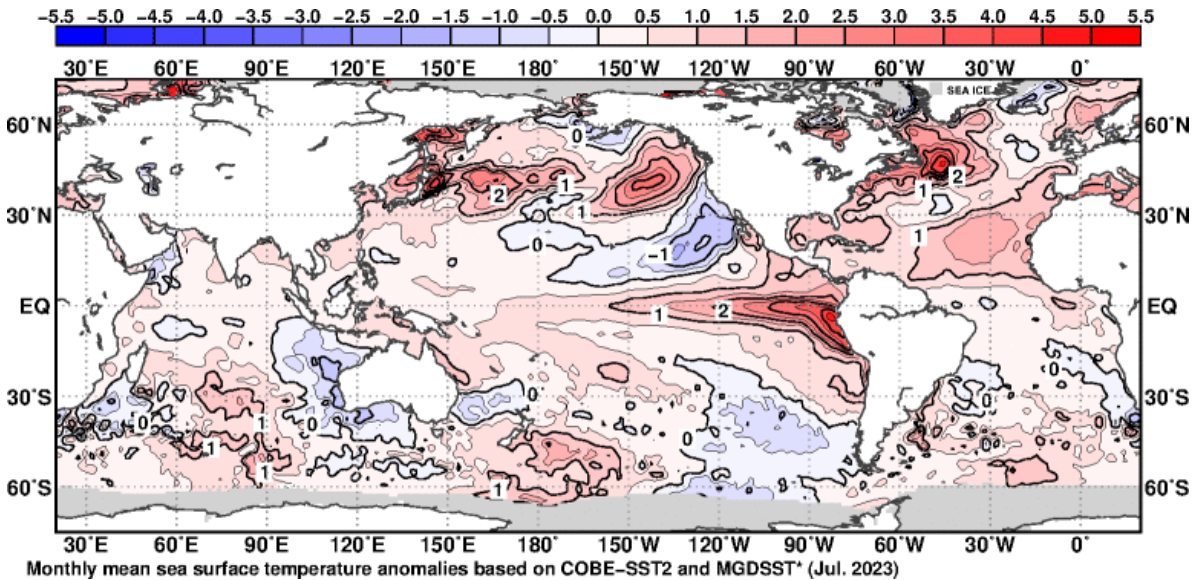 −5.5 −5.0 −4.5 −3.5 −3.0 −2.5 −2.0 −1.5 −1.0 −0.5 0.0 0.5 1.0 1.5 2.0 2.5 3.0 3.5 4.0 4.5 5.0 5.5
30˚E 60˚E 90˚E 120˚E 150˚E 180˚ 150˚W 120˚W 90˚W 60˚W 30˚W 0˚
SEA ICE
60˚N 0 60˚N
2 1 1 2
30˚N 1 30˚N
0 −1 1
EQ 1 2 EQ
0
30˚S 0 0 30˚S
1 0 0 0 0
1 1
60˚S 1 60˚S
30˚E 60˚E 90˚E 120˚E 150˚E 180˚ 150˚W 120˚W 90˚W 60˚W 30˚W 0˚
Monthly mean sea surface temperature anomalies based on COBE−SST2 and MGDSST* (Jul. 2023)